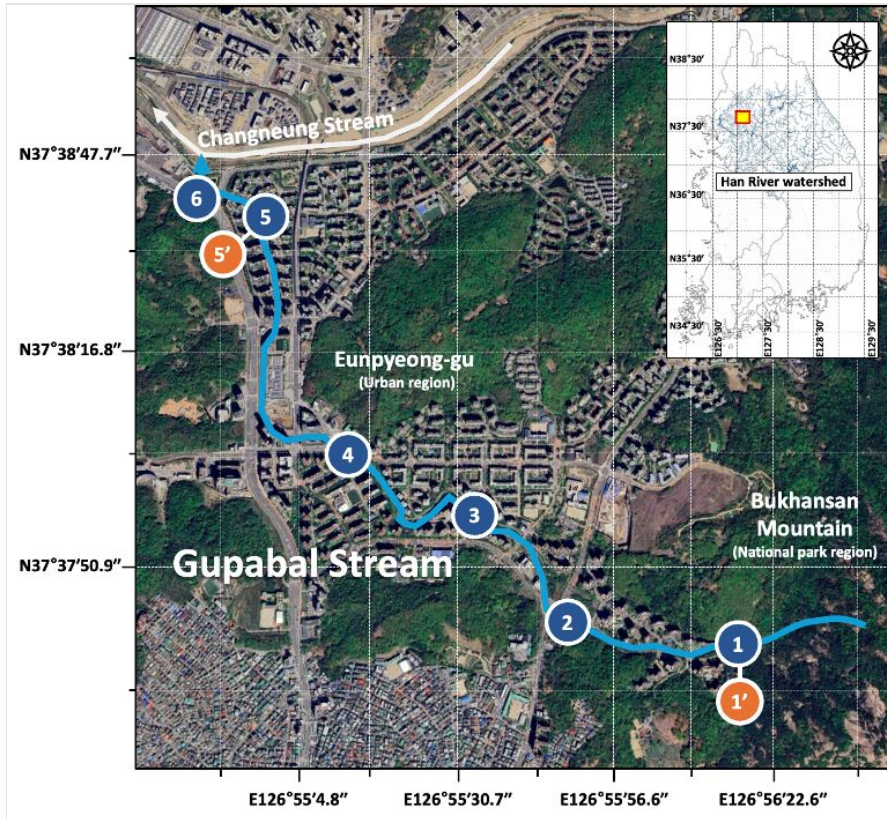 Changneung Stream
N37°38'47.7"
6
5
5'
N37°38'16.8"
Eunpyeong-gu
(Urban region)
4
3
Bukhansan
Mountain
(National park region)
Gupabal Stream
N37°37'50.9"
2
1
1'
E126°55'4.8"
E126°55'30.7"
E126°55'56.6"
E126°56'22.6"
N38°30'
N37°30'
Han River watershed
N36°30'
N35°30'
N34°30'
E126°30'
E127°30'
E128°30'
E129°30'